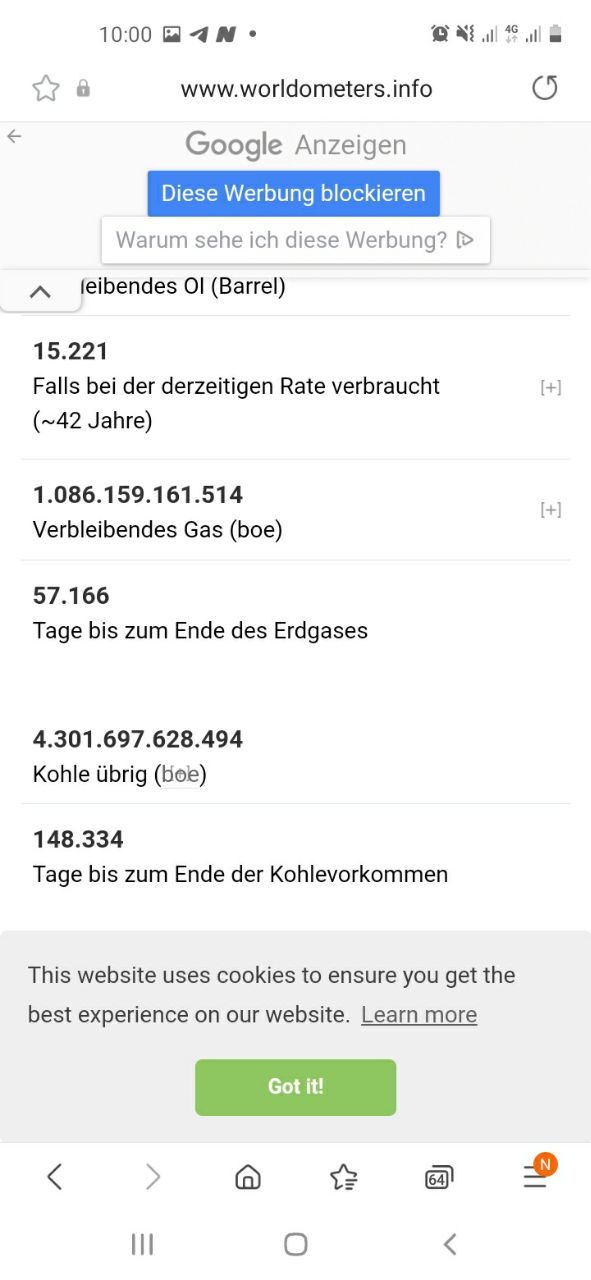 10:00
4G
www.worldometers.info
Google Anzeigen
Diese Werbung blockieren
Warum sehe ich diese Werbung?
leibendes Öl (Barrel)
15.221
Falls bei der derzeitigen Rate verbraucht
(~42 Jahre)
[+]
1.086.159.161.514
Verbleibendes Gas (boe)
[+]
57.166
Tage bis zum Ende des Erdgases
4.301.697.628.494
Kohle übrig (boe)
[+]
148.334
Tage bis zum Ende der Kohlevorkommen
This website uses cookies to ensure you get the
best experience on our website. Learn more
Got it!
64
N